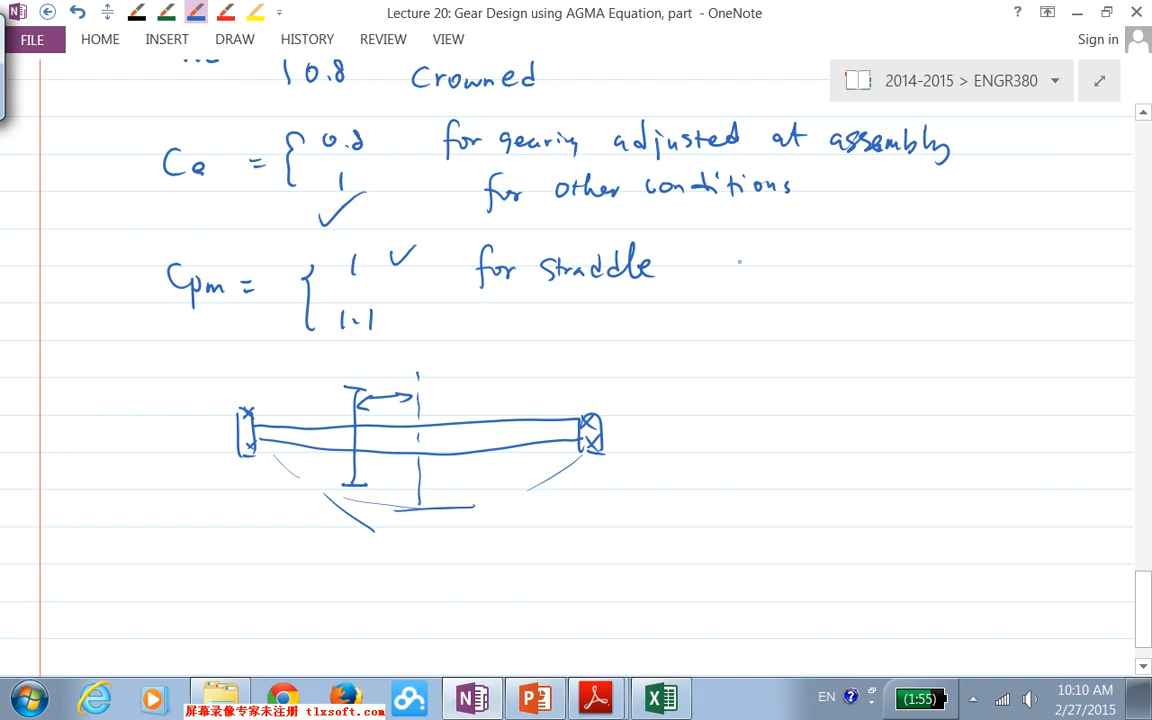 Lecture 20: Gear Design using AGMA Equation, part - OneNote
FILE HOME INSERT DRAW HISTORY REVIEW VIEW Sign in
2014-2015 > ENGR380
0.8 Crowned
Ce = { 0.8 for gearing adjusted at assembly
1 for other conditions
Cpm = { 1 for straddle
1.1
EN (1:55) 10:10 AM
2/27/2015
屏幕录像专家未注册 tlxsoft.com